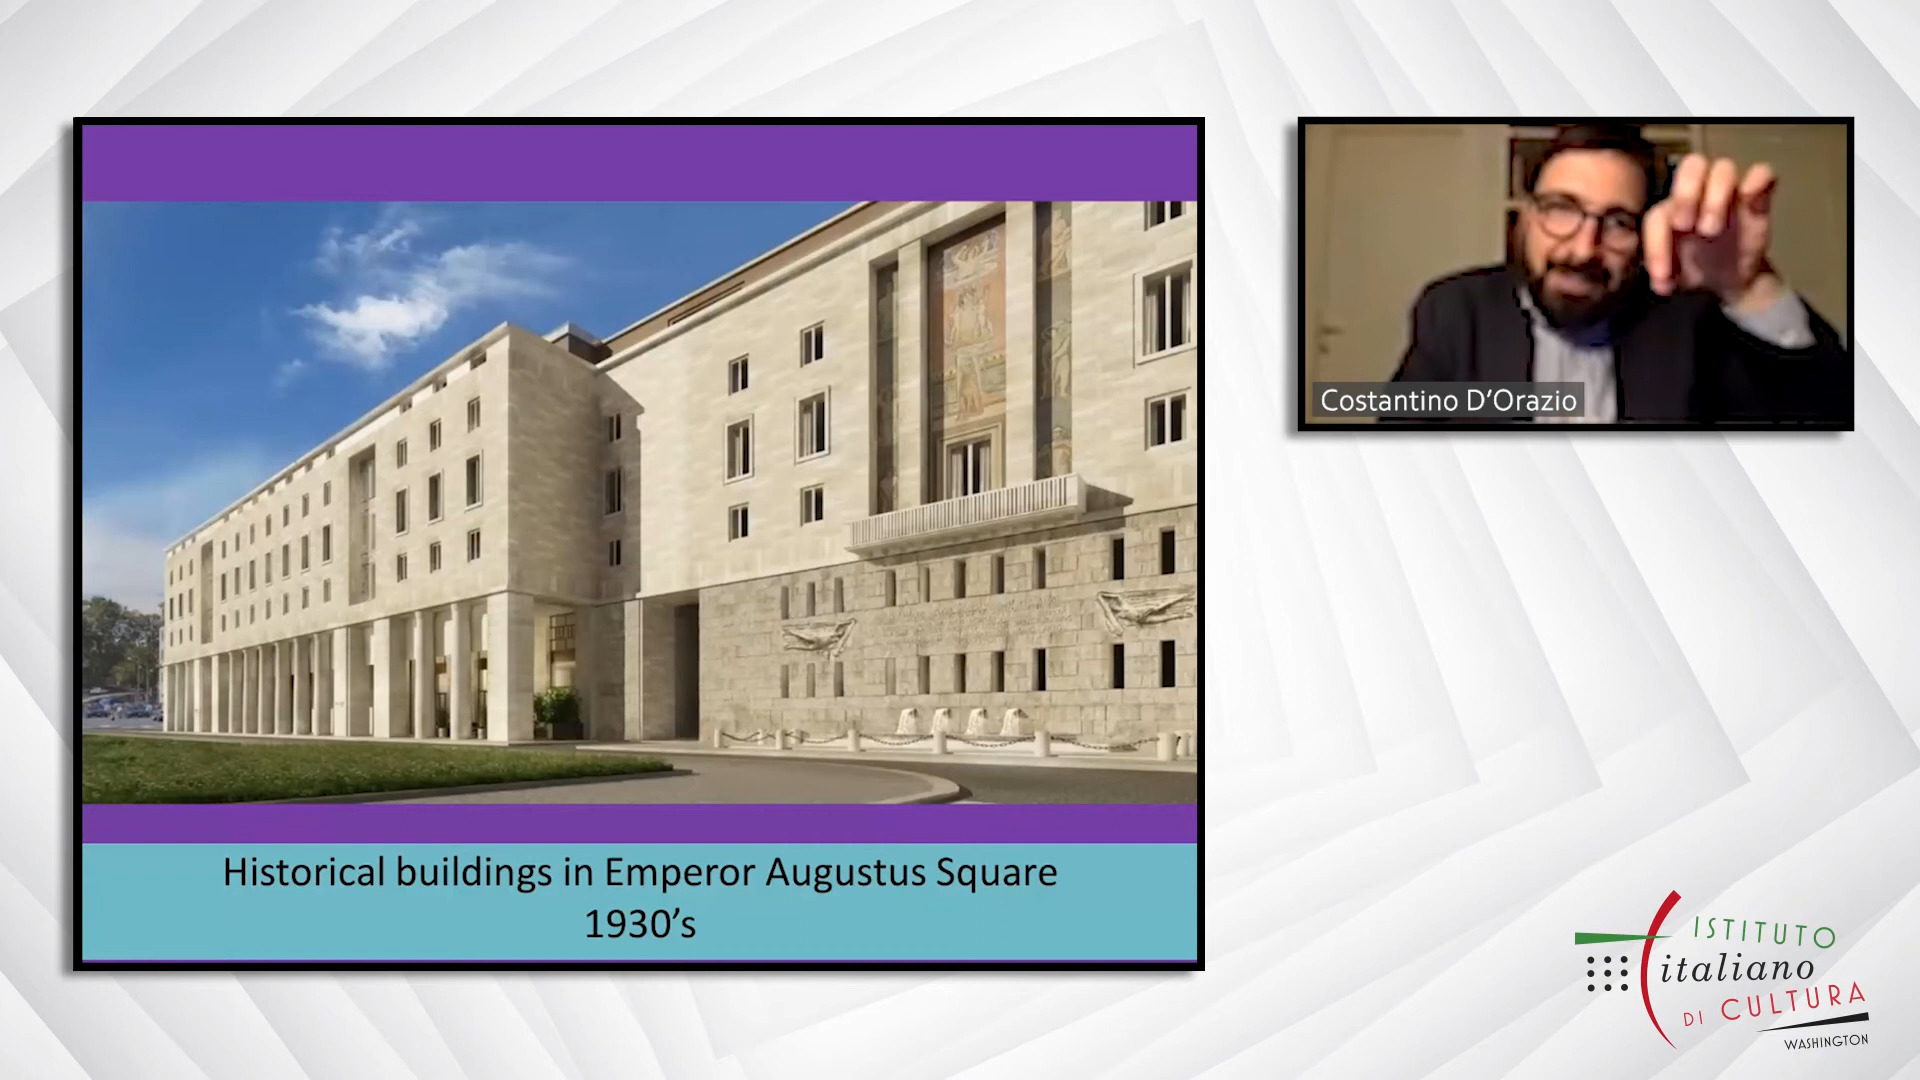 Historical buildings in Emperor Augustus Square
1930’s
Costantino D’Orazio
ISTITUTO
italiano
DI CULTURA
WASHINGTON